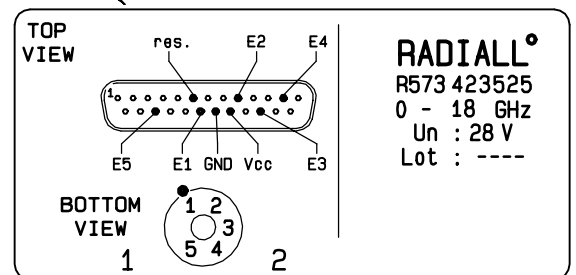 TOP
VIEW
res. E2 E4
1
E5 E1 GND Vcc E3
BOTTOM
VIEW
1 2
3
5 4
1 2
RADIALL°
R573 423525
0 - 18 GHz
Un : 28 V
Lot : ----